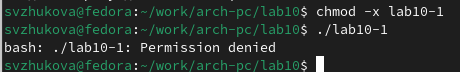 svzhukova@fedora:~/work/arch-pc/lab10$ chmod -x lab10-1
svzhukova@fedora:~/work/arch-pc/lab10$ ./lab10-1
bash: ./lab10-1: Permission denied
svzhukova@fedora:~/work/arch-pc/lab10$